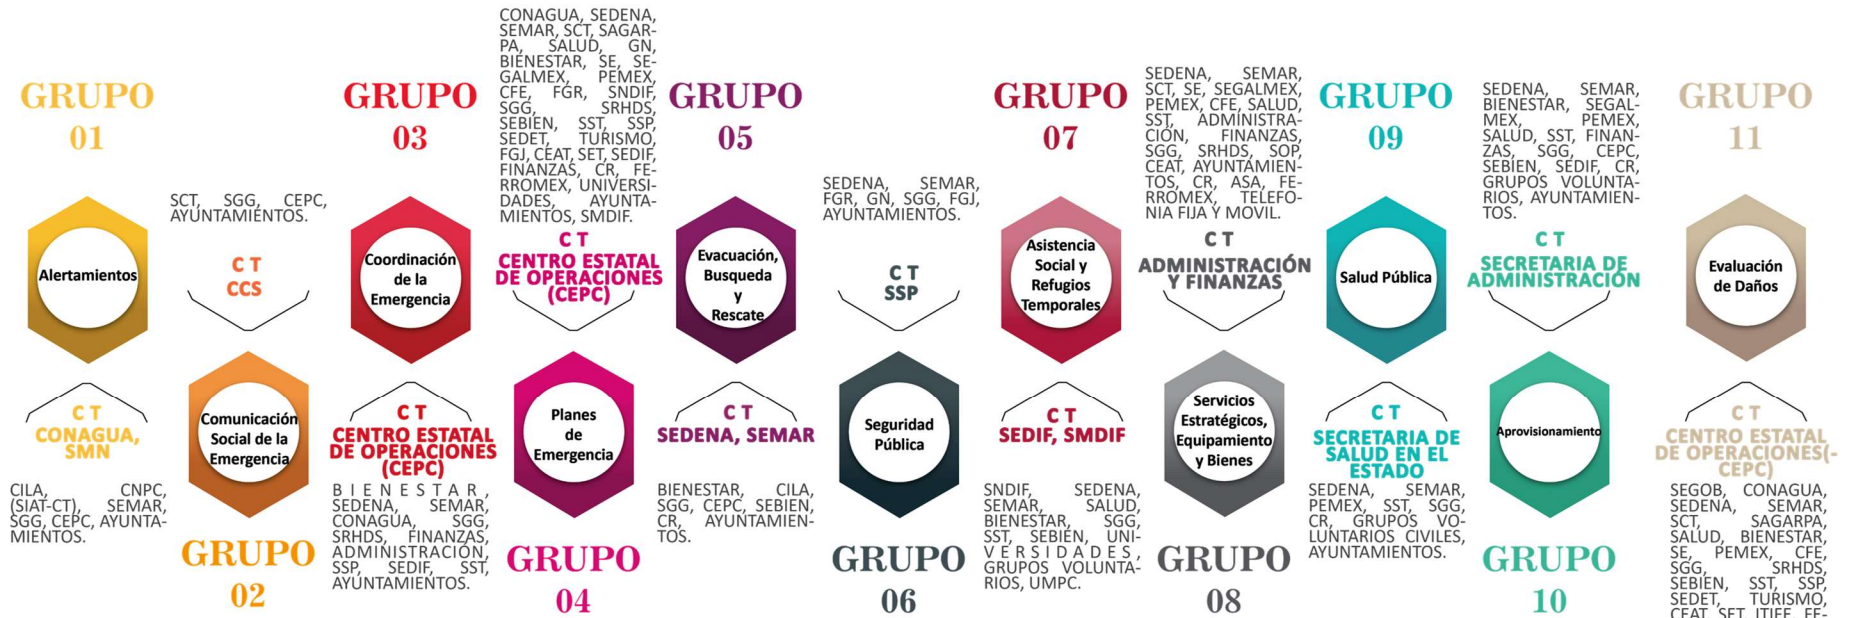 GRUPO
01
Alertamientos
C T
CONAGUA,
SMN
CILA, CNPC,
(SIAT-CT), SEMAR,
SGG, CEPC, AYUNTA-
MIENTOS.
SCT, SGG, CEPC,
AYUNTAMIENTOS.
C T
CCS
Comunicación
Social de la
Emergencia
GRUPO
02
GRUPO
03
Coordinación
de la
Emergencia
C T
CENTRO ESTATAL
DE OPERACIONES
(CEPC)
BIENESTAR,
SEDENA, SEMAR,
CONAGUA, SGG,
SRHDS, FINANZAS,
ADMINISTRACIÓN,
SSP, SEDIF, SST,
AYUNTAMIENTOS.
CONAGUA, SEDENA,
SEMAR, SCT, SAGAR-
PA, SALUD, GN,
BIENESTAR, SE, SE-
GALMEX, PEMEX,
CFE, FGR, SNDIF,
SGG, SRHDS,
SEBIEN, SST, SSP,
SEDET, TURISMO,
FGJ, CEAT, SET, SEDIF,
FINANZAS, CR, FE-
RROMEX, UNIVERSI-
DADES, AYUNTA-
MIENTOS, SMDIF.
C T
CENTRO ESTATAL
DE OPERACIONES
(CEPC)
Planes
de
Emergencia
GRUPO
04
GRUPO
05
Evacuación,
Busqueda
y
Rescate
C T
SEDENA, SEMAR
BIENESTAR, CILA,
SGG, CEPC, SEBIEN,
CR, AYUNTAMIEN-
TOS.
SEDENA, SEMAR,
FGR, GN, SGG, FGJ,
AYUNTAMIENTOS.
C T
SSP
Seguridad
Pública
GRUPO
06
GRUPO
07
Asistencia
Social y
Refugios
Temporales
C T
SEDIF, SMDIF
SNDIF, SEDENA,
SEMAR, SALUD,
BIENESTAR, SGG,
SST, SEBIEN, UNI-
VERSIDADES,
GRUPOS VOLUNTA-
RIOS, UMPC.
SEDENA, SEMAR,
SCT, SE, SEGALMEX,
PEMEX, CFE, SALUD,
SST, ADMINISTRA-
CIÓN, FINANZAS,
SGG, SRHDS, SOP,
CEAT, AYUNTAMIEN-
TOS, CR, ASA, FE-
RROMEX, TELEFO-
NIA FIJA Y MOVIL.
C T
ADMINISTRACIÓN
Y FINANZAS
Servicios
Estratégicos,
Equipamiento
y Bienes
GRUPO
08
GRUPO
09
Salud Pública
C T
SECRETARIA DE
SALUD EN EL
ESTADO
SEDENA, SEMAR,
PEMEX, SST, SGG,
CR, GRUPOS VO-
LUNTARIOS CIVILES,
AYUNTAMIENTOS.
SEDENA, SEMAR,
BIENESTAR, SEGAL-
MEX, PEMEX,
SALUD, SST, FINAN-
ZAS, SGG, CEPC,
SEBIEN, SEDIF, CR,
GRUPOS VOLUNTA-
RIOS, AYUNTAMIEN-
TOS.
C T
SECRETARIA DE
ADMINISTRACIÓN
Aprovisionamiento
GRUPO
10
GRUPO
11
Evaluación
de Daños
C T
CENTRO ESTATAL
DE OPERACIONES(-
CEPC)
SEGOB, CONAGUA,
SEDENA, SEMAR,
SCT, SAGARPA,
SALUD, BIENESTAR,
SE, PEMEX, CFE,
SGG, SRHDS,
SEBIEN, SST, SSP,
SEDET, TURISMO,
CEAT, SET, ITIFE, FE-